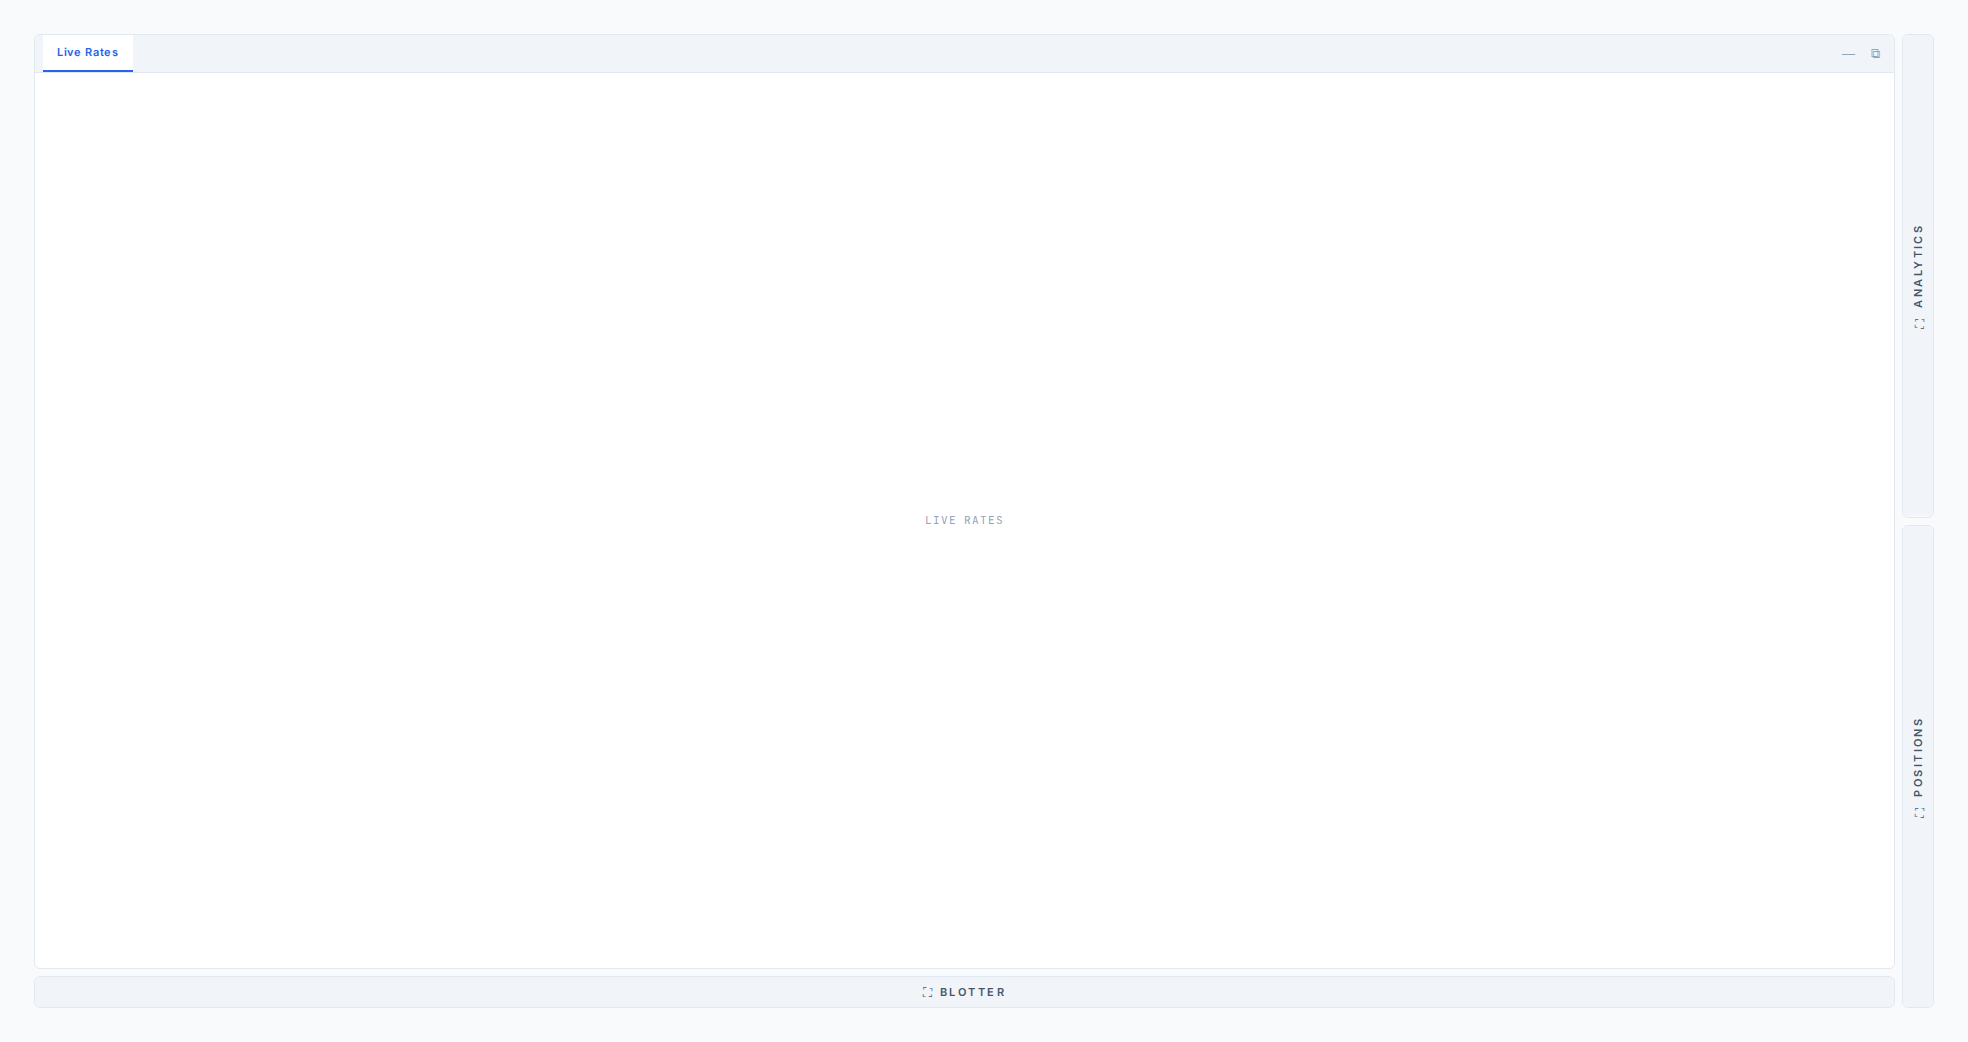 Live Rates
LIVE RATES
ANALYTICS
POSITIONS
BLOTTER